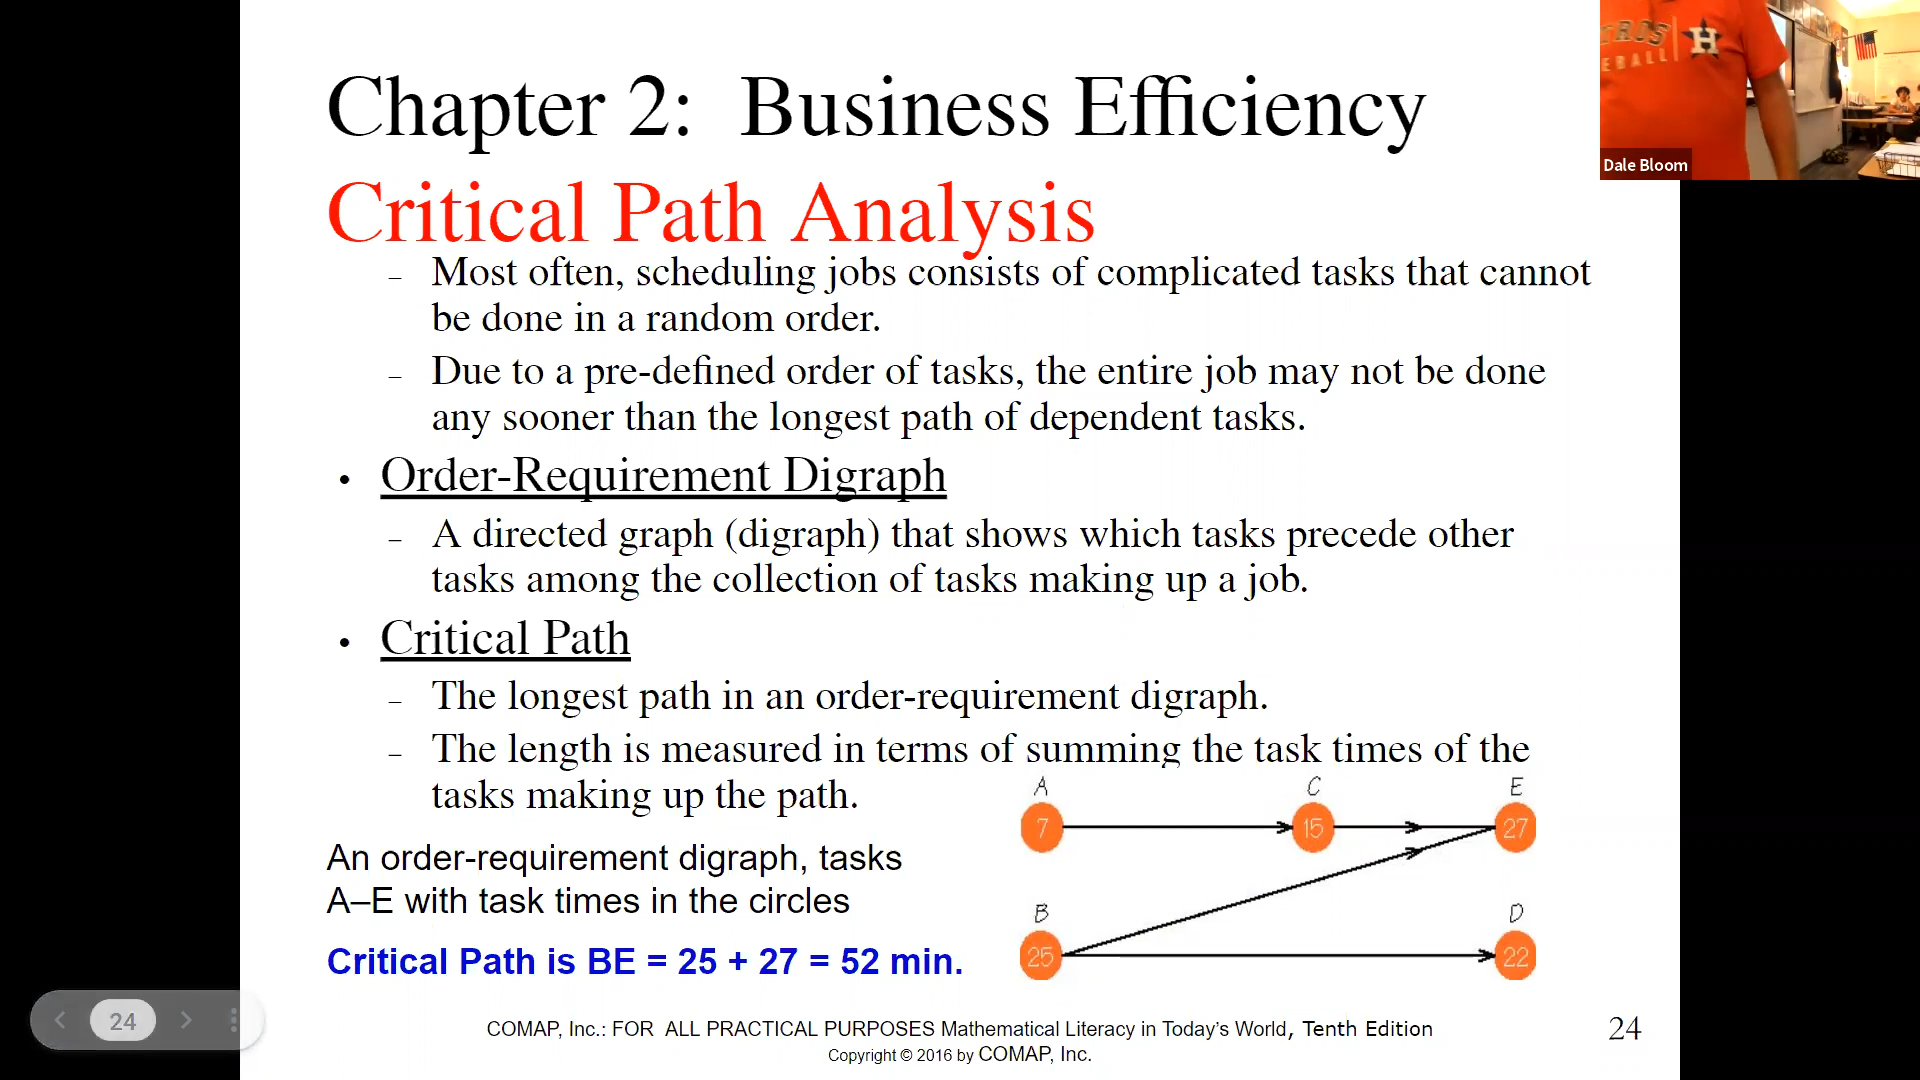 Chapter 2: Business Efficiency
Critical Path Analysis
– Most often, scheduling jobs consists of complicated tasks that cannot
be done in a random order.
– Due to a pre-defined order of tasks, the entire job may not be done
any sooner than the longest path of dependent tasks.
• Order-Requirement Digraph
– A directed graph (digraph) that shows which tasks precede other
tasks among the collection of tasks making up a job.
• Critical Path
– The longest path in an order-requirement digraph.
– The length is measured in terms of summing the task times of the
tasks making up the path.
An order-requirement digraph, tasks
A–E with task times in the circles
Critical Path is BE = 25 + 27 = 52 min.
A C E
7 15 27
B D
25 22
COMAP, Inc.: FOR ALL PRACTICAL PURPOSES Mathematical Literacy in Today's World, Tenth Edition
Copyright © 2016 by COMAP, Inc.
24
24
H
Dale Bloom